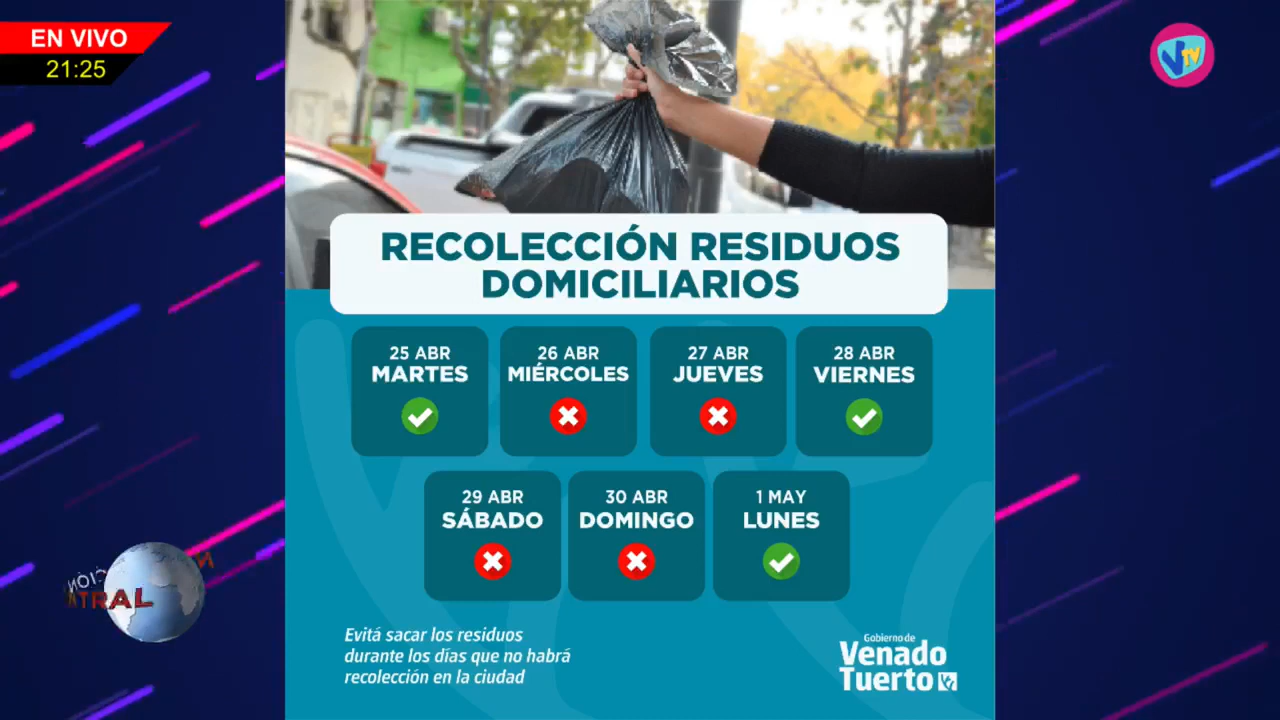 EN VIVO
21:25
VTV
RECOLECCIÓN RESIDUOS
DOMICILIARIOS
25 ABR
MARTES
26 ABR
MIÉRCOLES
27 ABR
JUEVES
28 ABR
VIERNES
29 ABR
SÁBADO
30 ABR
DOMINGO
1 MAY
LUNES
Evitá sacar los residuos
durante los días que no habrá
recolección en la ciudad
Gobierno de
Venado
Tuerto